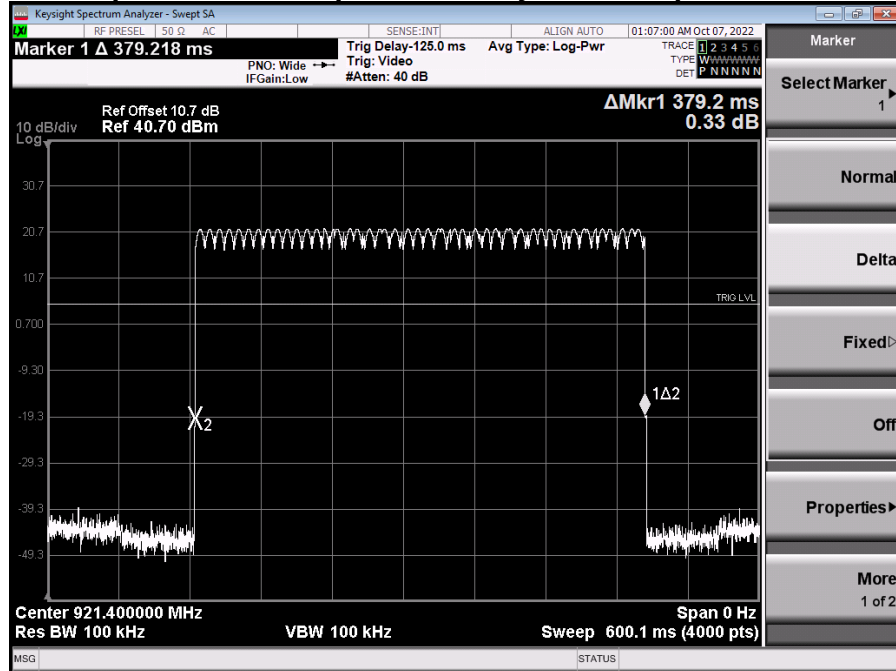 Keysight Spectrum Analyzer - Swept SA
LXI RF PRESEL 50 Ω AC SENSE:INT ALIGN AUTO 01:07:00 AM Oct 07, 2022
Marker 1 Δ 379.218 ms
Trig Delay-125.0 ms Avg Type: Log-Pwr TRACE 1 2 3 4 5 6
PNO: Wide Trig: Video TYPE WWWWWW
IFGain:Low #Atten: 40 dB DET P N N N N N
Marker
Select Marker
1
Normal
Delta
Fixed
Off
Properties
More
1 of 2
ΔMkr1 379.2 ms
0.33 dB
Ref Offset 10.7 dB
10 dB/div Ref 40.70 dBm
Log
30.7
20.7
10.7
TRIG LVL
0.700
-9.30
1Δ2
-19.3
X2
-29.3
-39.3
-49.3
Center 921.400000 MHz Span 0 Hz
Res BW 100 kHz VBW 100 kHz Sweep 600.1 ms (4000 pts)
MSG STATUS